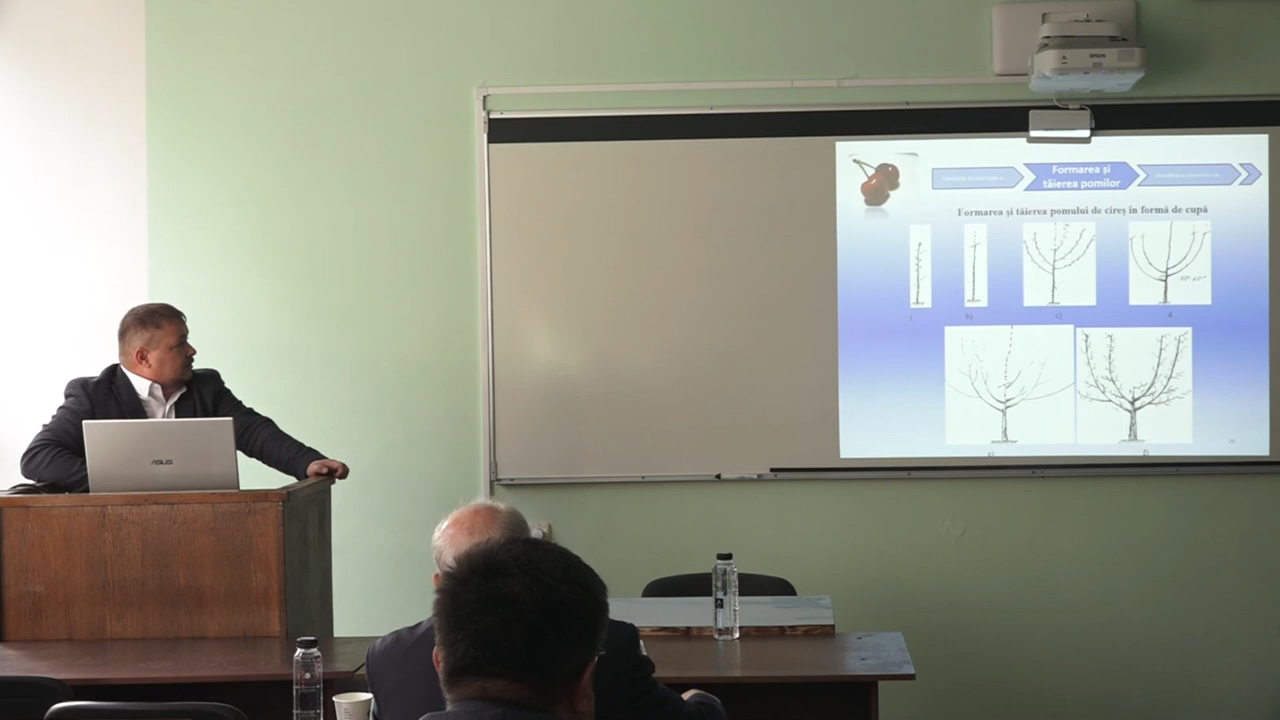 EPSON
Formarea și
tăierea pomilor
Formarea și tăierea pomului de cireș în formă de cupă
b)
c)
d
ASUS